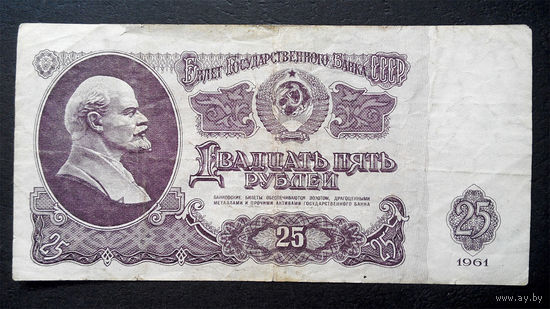 Билет Государственного Банка СССР
Двадцать пять
рублей
БАНКОВСКИЕ БИЛЕТЫ ОБЕСПЕЧИВАЮТСЯ ЗОЛОТОМ, ДРАГОЦЕННЫМИ
МЕТАЛЛАМИ И ПРОЧИМИ АКТИВАМИ ГОСУДАРСТВЕННОГО БАНКА
25
25
25
25
1961
www.ay.by